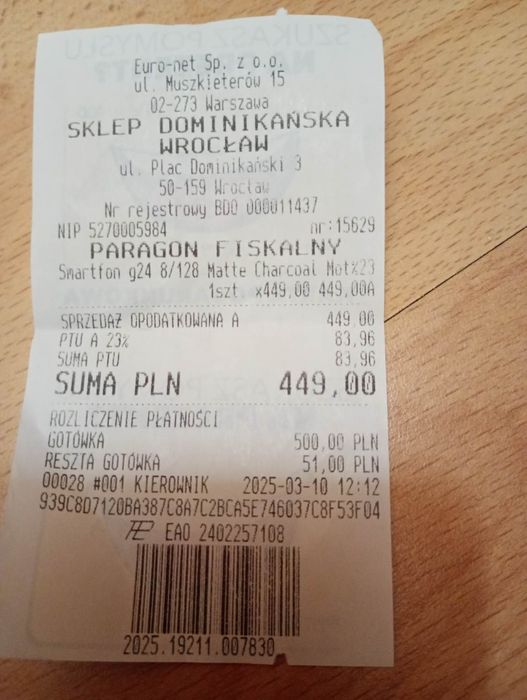 Euro-net Sp. z o.o.
ul. Muszkieterów 15
02-273 Warszawa
SKLEP DOMINIKAŃSKA
WROCŁAW
ul. Plac Dominikański 3
50-159 Wrocław
Nr rejestrowy BDO 000011437
NIP 5270005984 nr:15629
PARAGON FISKALNY
Smartfon g24 8/128 Matte Charcoal Mot%23
1szt. x449,00 449,00A
SPRZEDAŻ OPODATKOWANA A 449,00
PTU A 23% 83,96
SUMA PTU 83,96
SUMA PLN 449,00
ROZLICZENIE PŁATNOŚCI
GOTÓWKA 500,00 PLN
RESZTA GOTÓWKA 51,00 PLN
00028 #001 KIEROWNIK 2025-03-10 12:12
939C8D7120BA387C8A7C2BCA5E746037C8F53F04
EAO 2402257108
2025.19211.007830